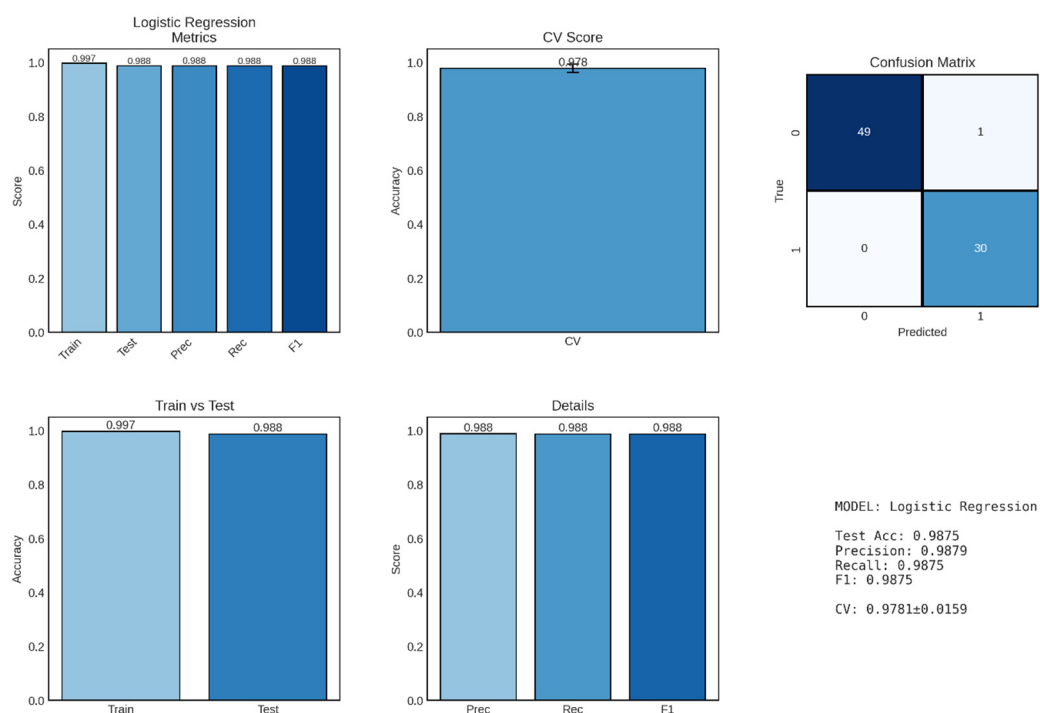 Logistic Regression
Metrics
0.997 0.988 0.988 0.988 0.988
1.0
0.8
0.6
0.4
0.2
0.0
Score
Train Test Prec Rec F1
CV Score
0.978
1.0
0.8
0.6
0.4
0.2
0.0
Accuracy
CV
Confusion Matrix
49 1
0 30
0
1
True
0 1
Predicted
Train vs Test
0.997 0.988
1.0
0.8
0.6
0.4
0.2
0.0
Accuracy
Train Test
Details
0.988 0.988 0.988
1.0
0.8
0.6
0.4
0.2
0.0
Score
Prec Rec F1
MODEL: Logistic Regression
Test Acc: 0.9875
Precision: 0.9879
Recall: 0.9875
F1: 0.9875
CV: 0.9781±0.0159